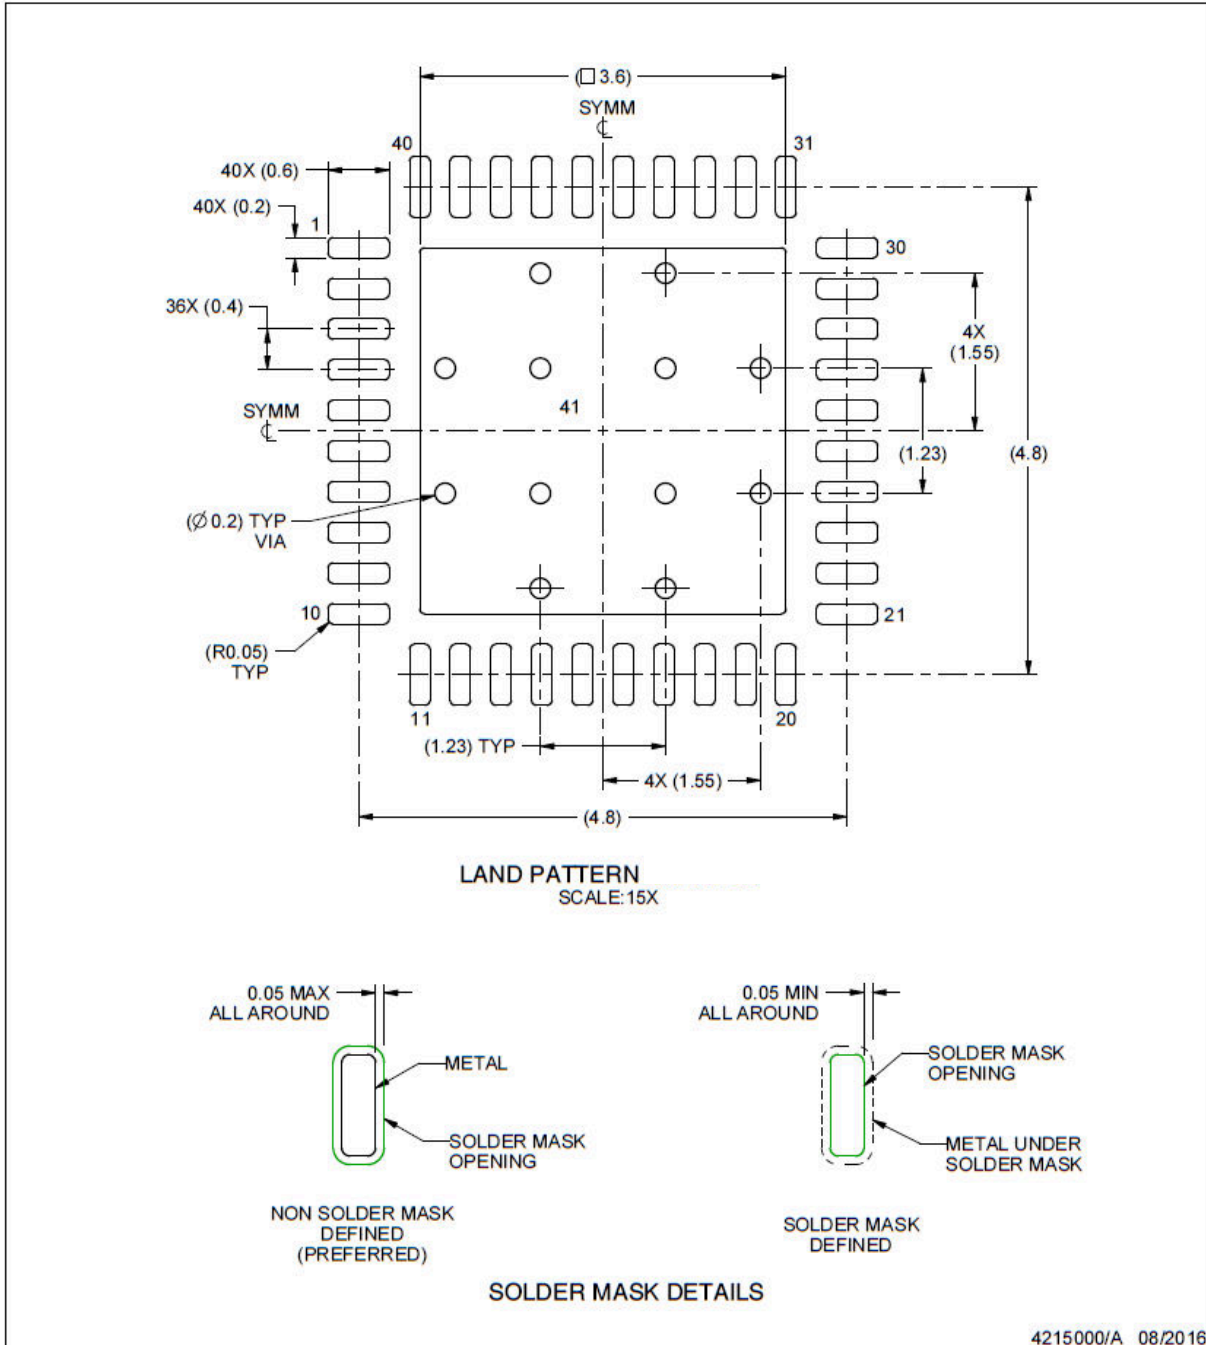 (□ 3.6)
SYMM
℄
40
31
40X (0.6)
40X (0.2)
1
30
36X (0.4)
4X
(1.55)
41
SYMM
℄
(1.23)
(4.8)
(Ø 0.2) TYP
VIA
10
21
(R0.05)
TYP
11
20
(1.23) TYP
4X (1.55)
(4.8)
LAND PATTERN
SCALE:15X
0.05 MAX
ALL AROUND
METAL
SOLDER MASK
OPENING
NON SOLDER MASK
DEFINED
(PREFERRED)
0.05 MIN
ALL AROUND
SOLDER MASK
OPENING
METAL UNDER
SOLDER MASK
SOLDER MASK
DEFINED
SOLDER MASK DETAILS
4215000/A 08/2016